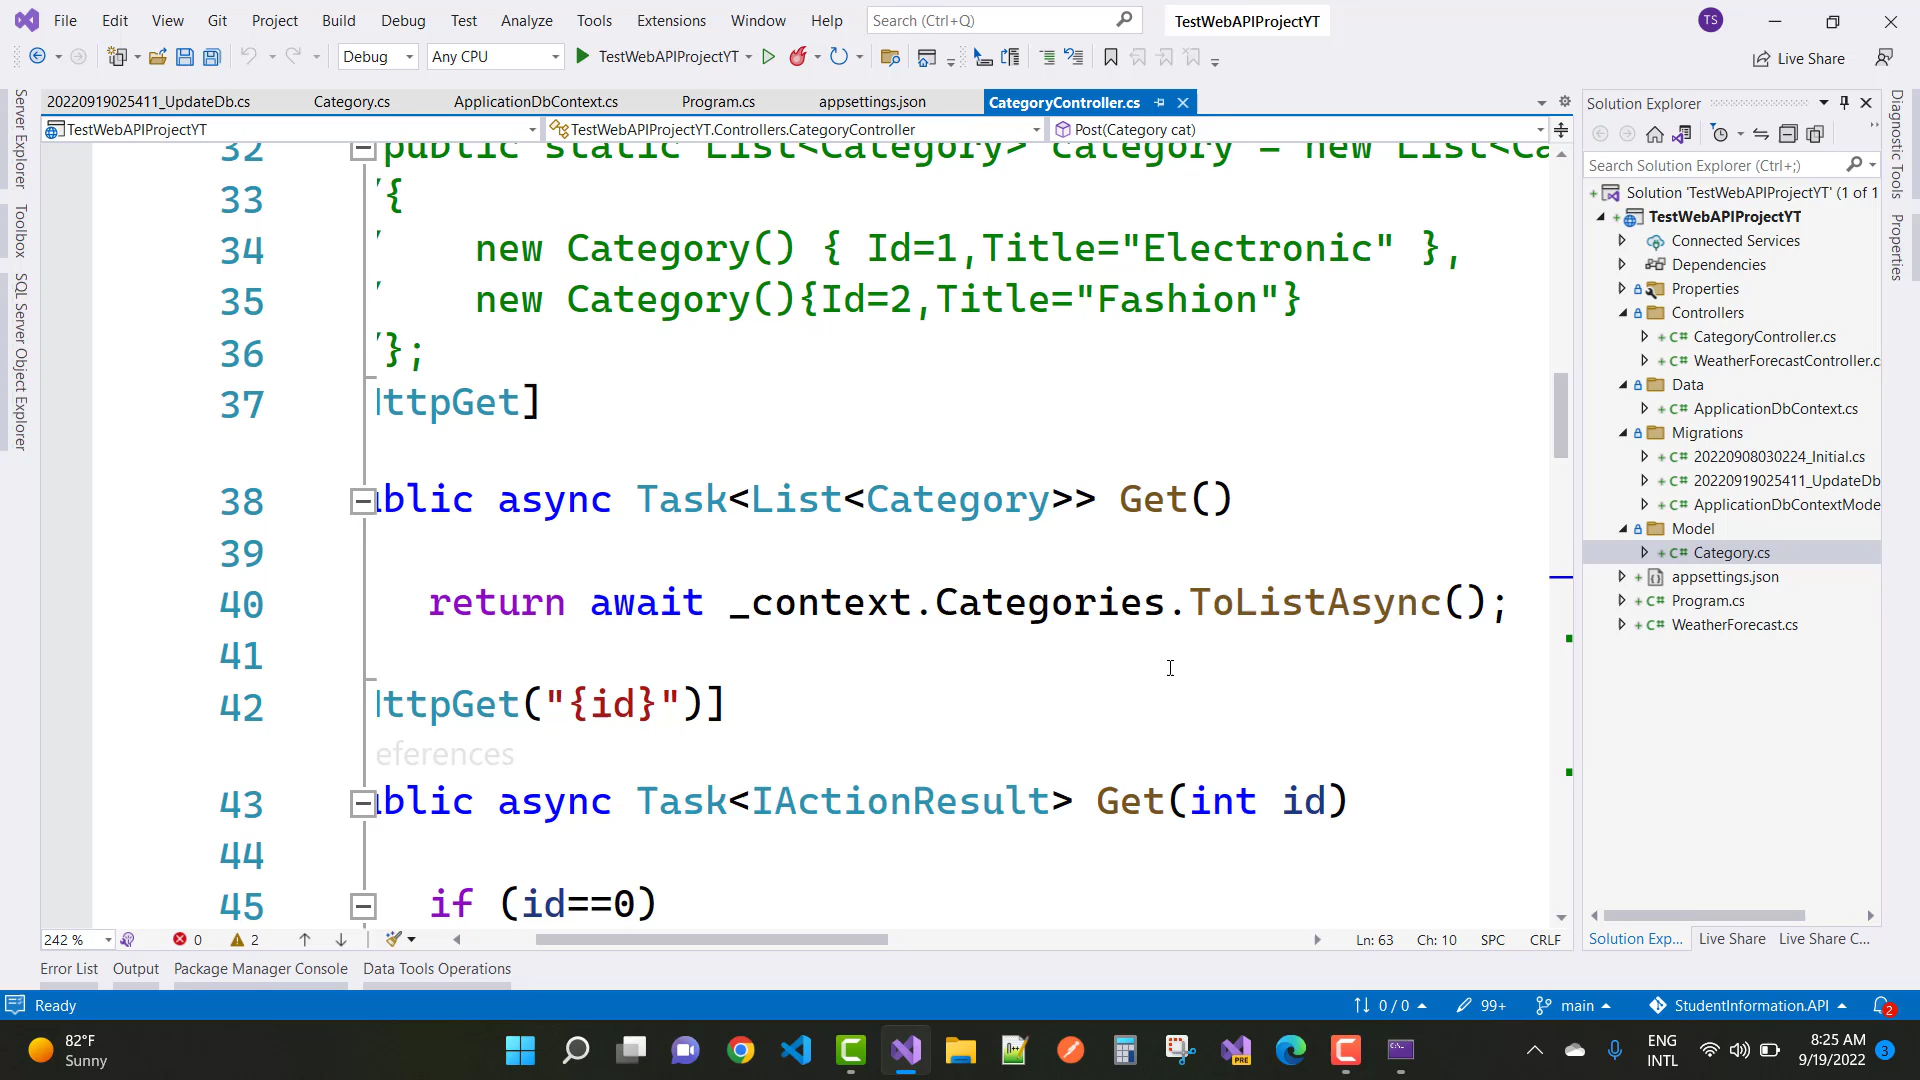 File Edit View Git Project Build Debug Test Analyze Tools Extensions Window Help Search (Ctrl+Q) TestWebAPIProjectYT TS
Debug Any CPU TestWebAPIProjectYT Live Share
20220919025411_UpdateDb.cs Category.cs ApplicationDbContext.cs Program.cs appsettings.json CategoryController.cs
TestWebAPIProjectYT TestWebAPIProjectYT.Controllers.CategoryController Post(Category cat)
Server Explorer
Toolbox
SQL Server Object Explorer
32 public static List<Category> category = new List<Ca
33 {
34 new Category() { Id=1,Title="Electronic" },
35 new Category(){Id=2,Title="Fashion"}
36 };
37 HttpGet]
38 ublic async Task<List<Category>> Get()
39
40 return await _context.Categories.ToListAsync();
41
42 HttpGet("{id}")]
eferences
43 ublic async Task<IActionResult> Get(int id)
44
45 if (id==0)
242 % 0 2 Ln: 63 Ch: 10 SPC CRLF
Error List Output Package Manager Console Data Tools Operations
Solution Explorer
Search Solution Explorer (Ctrl+;)
Solution 'TestWebAPIProjectYT' (1 of 1
TestWebAPIProjectYT
Connected Services
Dependencies
Properties
Controllers
C# CategoryController.cs
C# WeatherForecastController.c
Data
C# ApplicationDbContext.cs
Migrations
C# 20220908030224_Initial.cs
C# 20220919025411_UpdateDb
C# ApplicationDbContextMode
Model
C# Category.cs
appsettings.json
C# Program.cs
C# WeatherForecast.cs
Solution Exp... Live Share Live Share C...
Diagnostic Tools
Properties
Ready 0 / 0 99+ main StudentInformation.API 2
82°F
Sunny
PRE
ENG
INTL
8:25 AM
9/19/2022
3